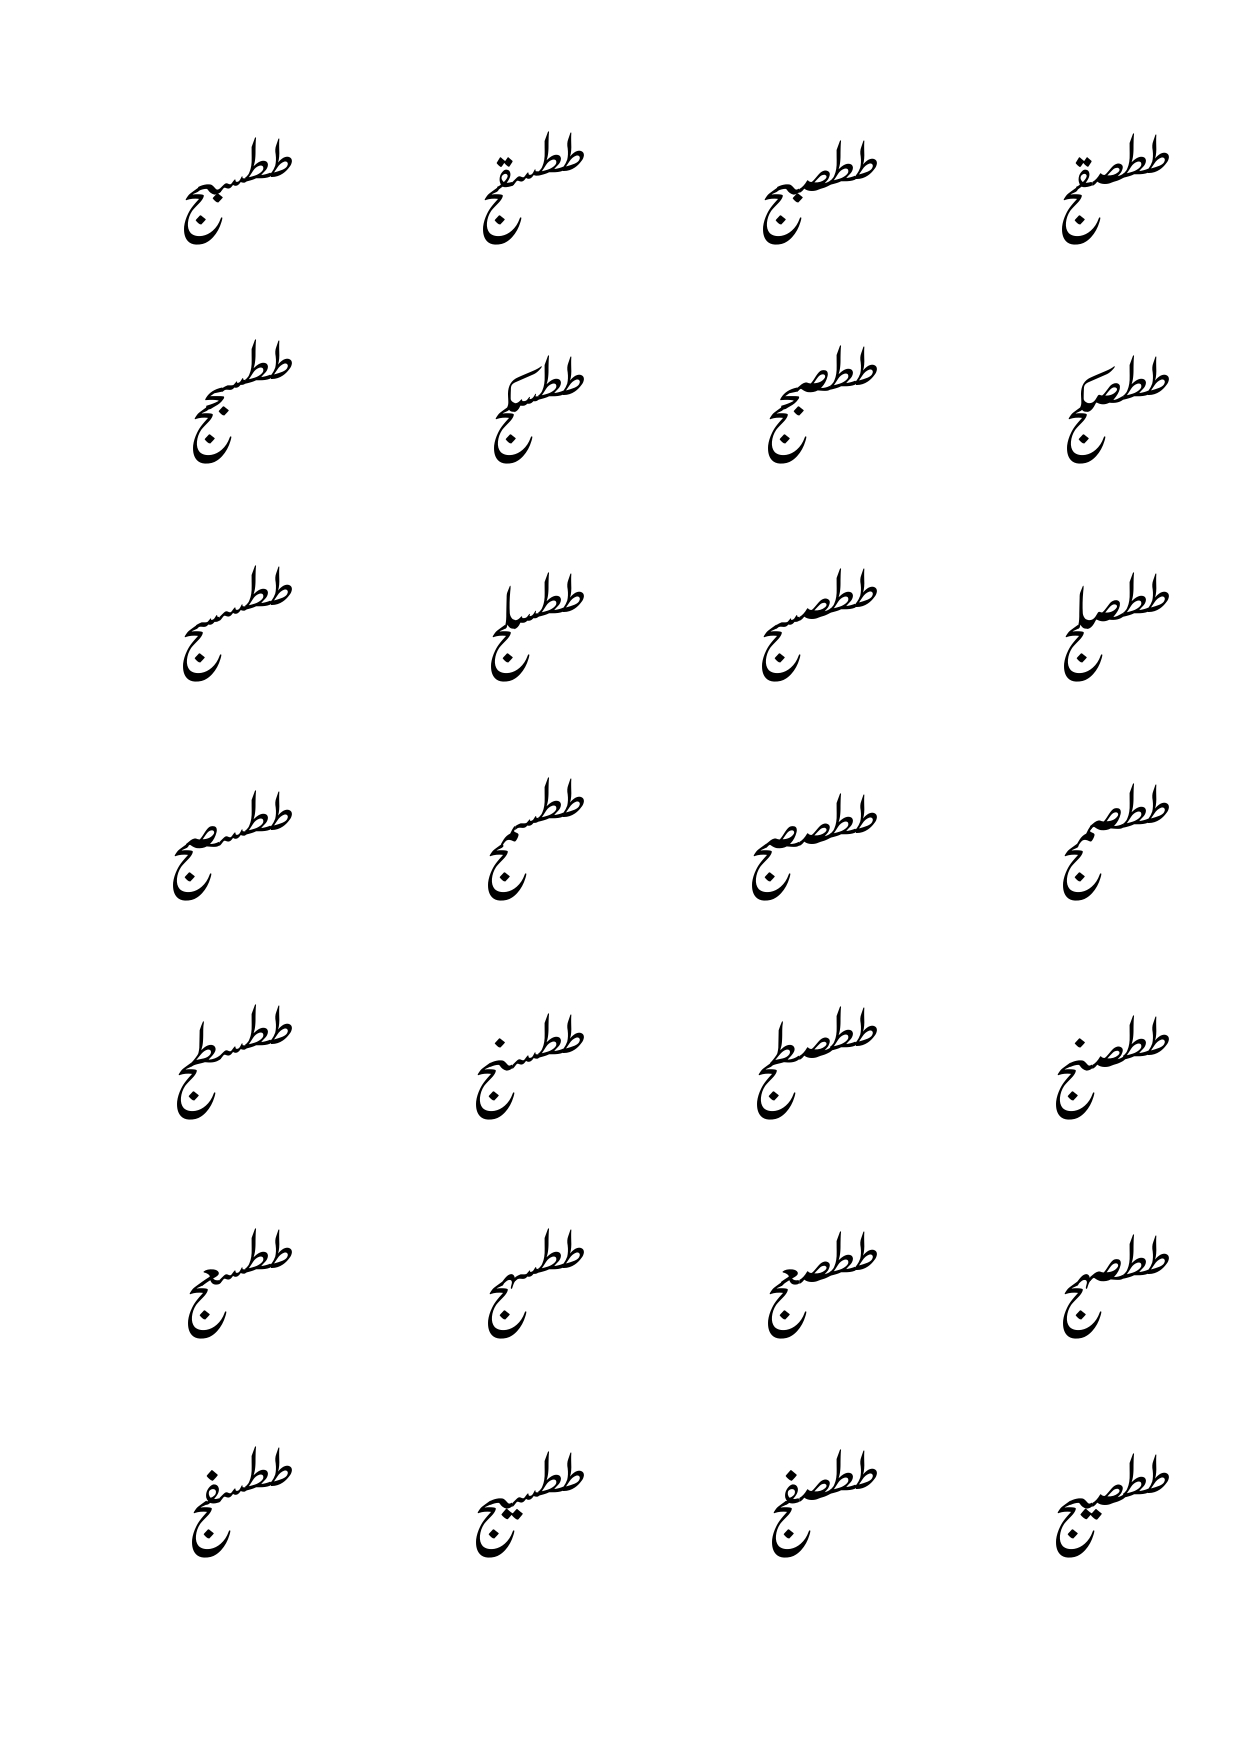 ططصقج ططصبج ططسقج ططسبج
ططصكج ططصجج ططسكج ططسجج
ططصلج ططصسج ططسلج ططسسج
ططصمج ططصصج ططسمج ططسصج
ططصنج ططصطج ططسنج ططسطج
ططصهج ططصعج ططسهج ططسعج
ططصيج ططصفج ططسيج ططسفج